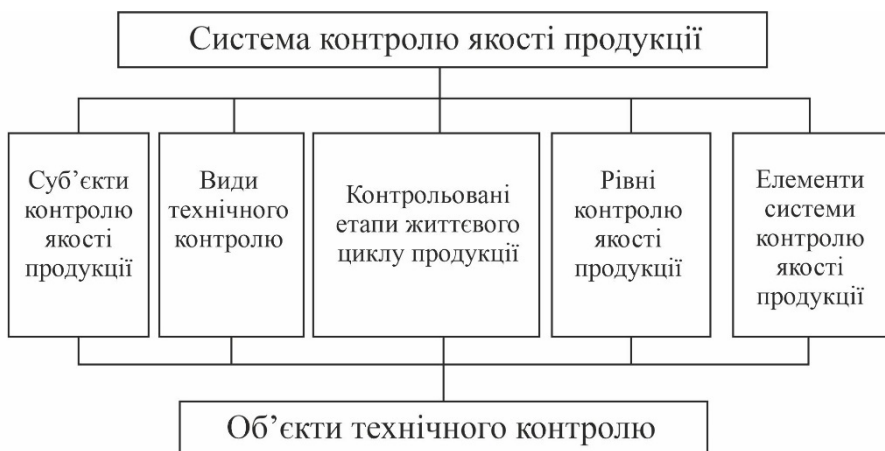 Система контролю якості продукції
Суб’єкти
контролю
якості
продукції
Види
технічного
контролю
Контрольовані
етапи життєвого
циклу продукції
Рівні
контролю
якості
продукції
Елементи
системи
контролю
якості
продукції
Об’єкти технічного контролю